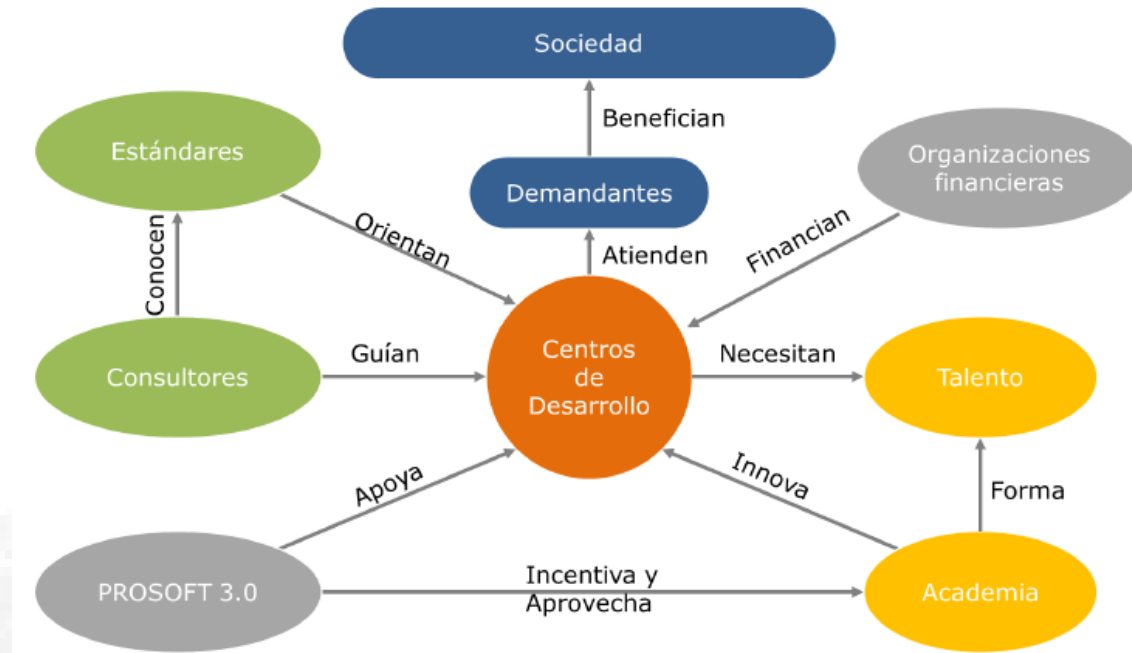 Sociedad
Benefician
Estándares
Organizaciones
financieras
Demandantes
Orientan
Financian
Conocen
Atienden
Centros
de
Desarrollo
Consultores
Guían
Necesitan
Talento
Apoya
Innova
Forma
PROSOFT 3.0
Incentiva y
Aprovecha
Academia